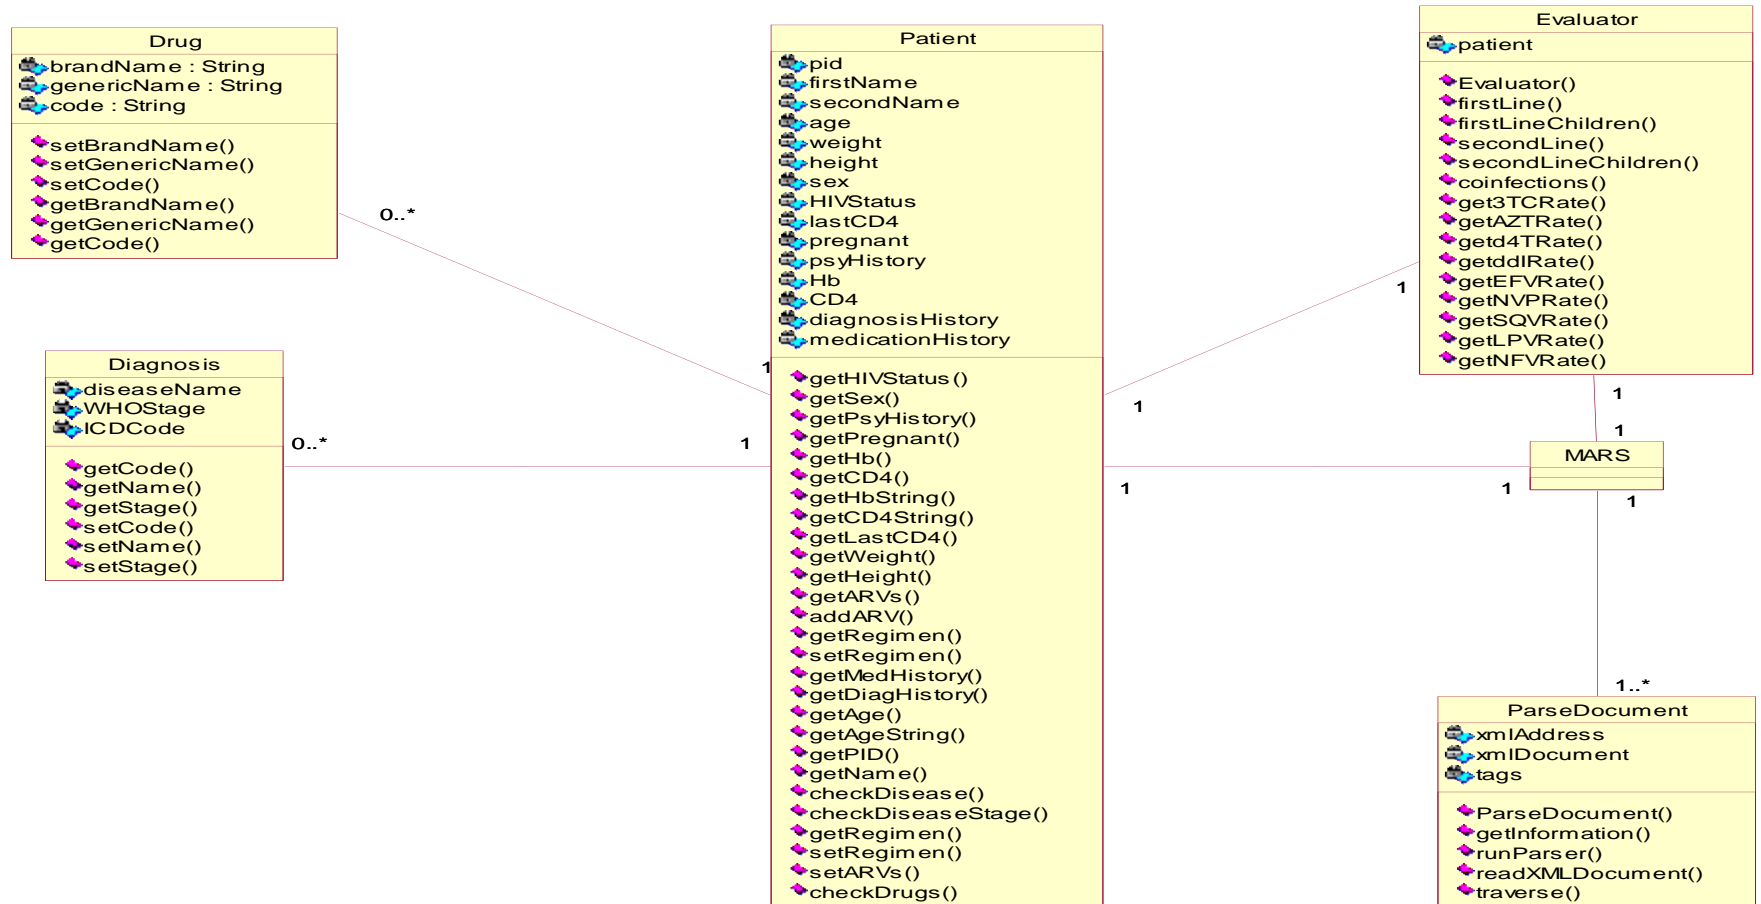 Drug
brandName : String
genericName : String
code : String
setBrandName()
setGenericName()
setCode()
getBrandName()
getGenericName()
getCode()
0..*
1
Diagnosis
diseaseName
WHOStage
ICDCode
getCode()
getName()
getStage()
setCode()
setName()
setStage()
0..*
1
Patient
pid
firstName
secondName
age
weight
height
sex
HIVStatus
lastCD4
pregnant
psyHistory
Hb
CD4
diagnosisHistory
medicationHistory
getHIVStatus()
getSex()
getPsyHistory()
getPregnant()
getHb()
getCD4()
getHbString()
getCD4String()
getLastCD4()
getWeight()
getHeight()
getARVs()
addARV()
getRegimen()
setRegimen()
getMedHistory()
getDiagHistory()
getAge()
getAgeString()
getPID()
getName()
checkDisease()
checkDiseaseStage()
getRegimen()
setRegimen()
setARVs()
checkDrugs()
1
1
1
1
Evaluator
patient
Evaluator()
firstLine()
firstLineChildren()
secondLine()
secondLineChildren()
coinfections()
get3TCRate()
getAZTRate()
getd4TRate()
getddIRate()
getEFVRate()
getNVPRate()
getSQVRate()
getLPVRate()
getNFVRate()
1
1
MARS
1
1..*
ParseDocument
xmlAddress
xmlDocument
tags
ParseDocument()
getInformation()
runParser()
readXMLDocument()
traverse()